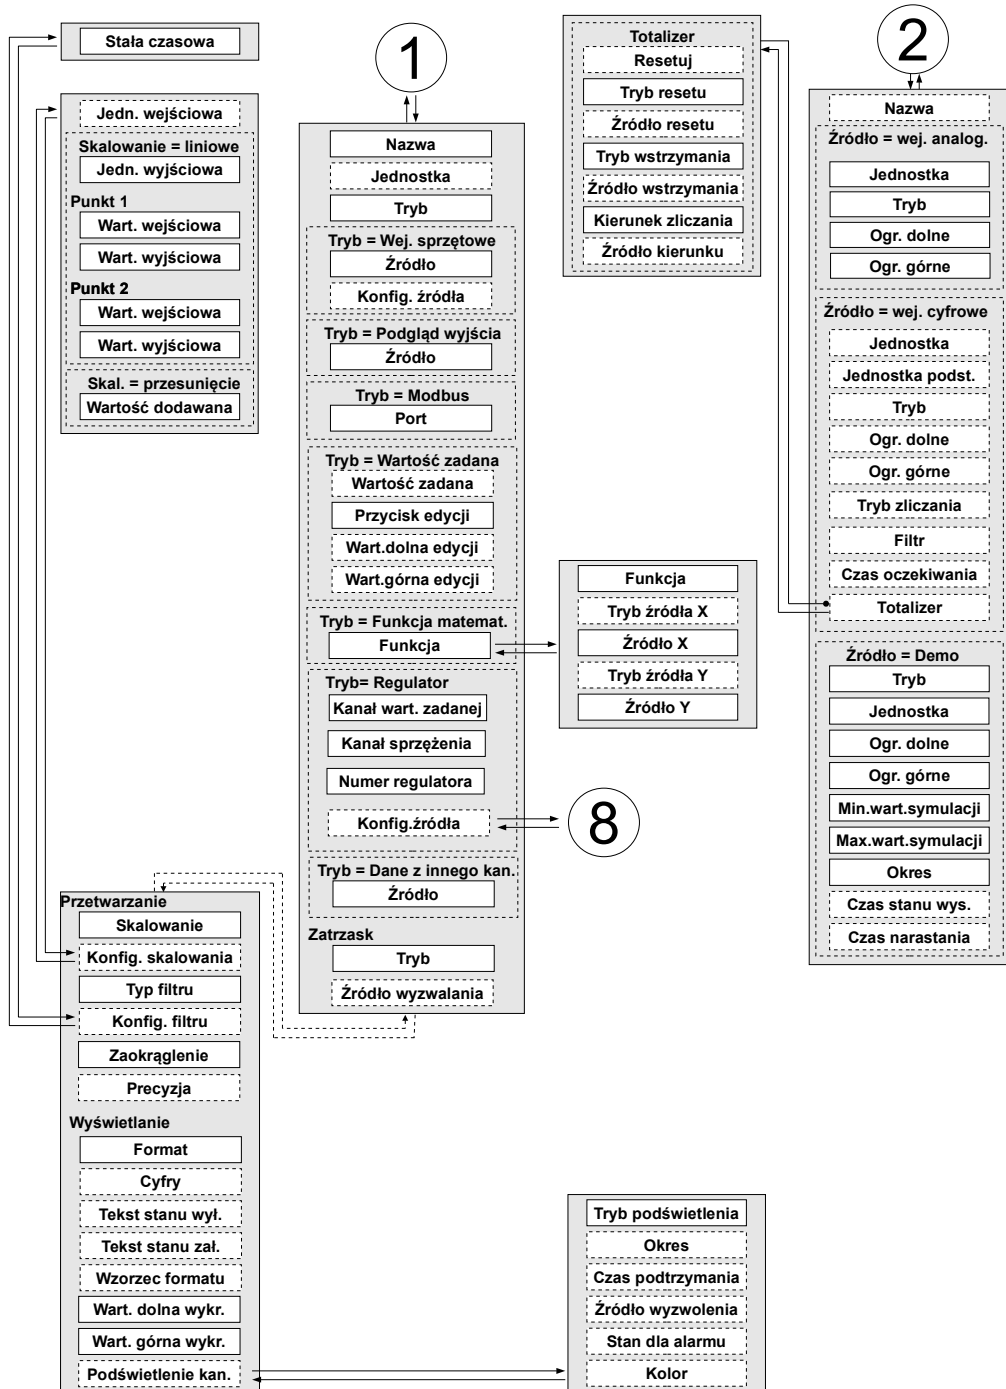 Stała czasowa
Jedn. wejściowa
Skalowanie = liniowe
Jedn. wyjściowa
Punkt 1
Wart. wejściowa
Wart. wyjściowa
Punkt 2
Wart. wejściowa
Wart. wyjściowa
Skal. = przesunięcie
Wartość dodawana
Przetwarzanie
Skalowanie
Konfig. skalowania
Typ filtru
Konfig. filtru
Zaokrąglenie
Precyzja
Wyświetlanie
Format
Cyfry
Tekst stanu wył.
Tekst stanu zał.
Wzorzec formatu
Wart. dolna wykr.
Wart. górna wykr.
Podświetlenie kan.
1
Nazwa
Jednostka
Tryb
Tryb = Wej. sprzętowe
Źródło
Konfig. źródła
Tryb = Podgląd wyjścia
Źródło
Tryb = Modbus
Port
Tryb = Wartość zadana
Wartość zadana
Przycisk edycji
Wart.dolna edycji
Wart.górna edycji
Tryb = Funkcja matemat.
Funkcja
Tryb= Regulator
Kanał wart. zadanej
Kanał sprzężenia
Numer regulatora
Konfig.źródła
Tryb = Dane z innego kan.
Źródło
Zatrzask
Tryb
Źródło wyzwalania
Totalizer
Resetuj
Tryb resetu
Źródło resetu
Tryb wstrzymania
Źródło wstrzymania
Kierunek zliczania
Źródło kierunku
Funkcja
Tryb źródła X
Źródło X
Tryb źródła Y
Źródło Y
8
Tryb podświetlenia
Okres
Czas podtrzymania
Źródło wyzwolenia
Stan dla alarmu
Kolor
2
Nazwa
Źródło = wej. analog.
Jednostka
Tryb
Ogr. dolne
Ogr. górne
Źródło = wej. cyfrowe
Jednostka
Jednostka podst.
Tryb
Ogr. dolne
Ogr. górne
Tryb zliczania
Filtr
Czas oczekiwania
Totalizer
Źródło = Demo
Tryb
Jednostka
Ogr. dolne
Ogr. górne
Min.wart.symulacji
Max.wart.symulacji
Okres
Czas stanu wys.
Czas narastania